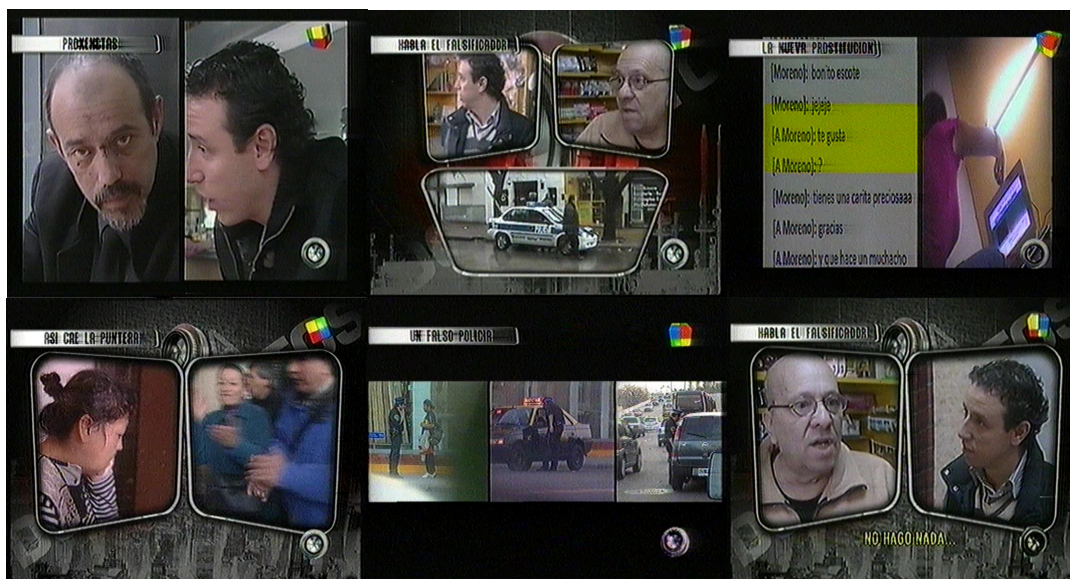 PROXENETAS
HABLA EL FALSIFICADOR
LA NUEVA PROSTITUCION
[Moreno]: bonito escote
[Moreno]: jejeje
[A.Moreno]: te gusta
[A.Moreno]: ?
[Moreno]: tienes una carita preciosaaa
[A.Moreno]: gracias
[A.Moreno]: y que hace un muchacho
ASI CAE LA PUNTERA
UN FALSO POLICIA
HABLA EL FALSIFICADOR
NO HAGO NADA...